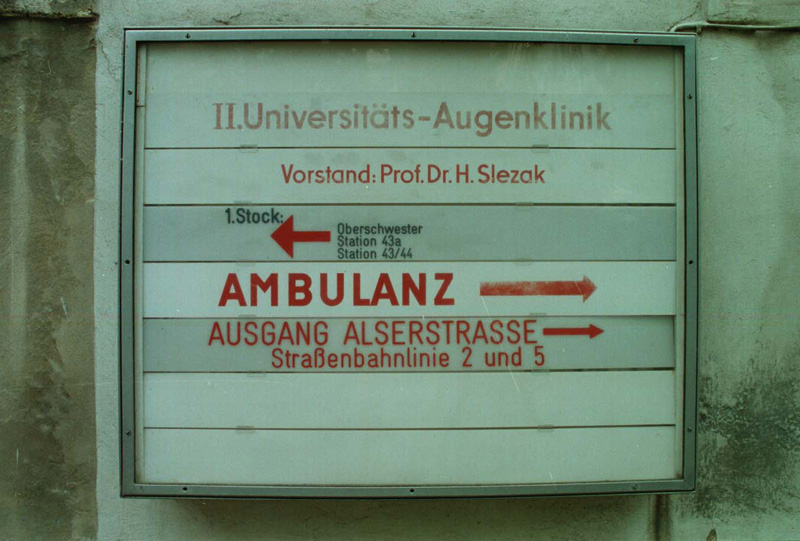 II.Universitäts-Augenklinik
Vorstand: Prof. Dr. H. Slezak
1.Stock:
Oberschwester
Station 43a
Station 43/44
AMBULANZ
AUSGANG ALSERSTRASSE
Straßenbahnlinie 2 und 5